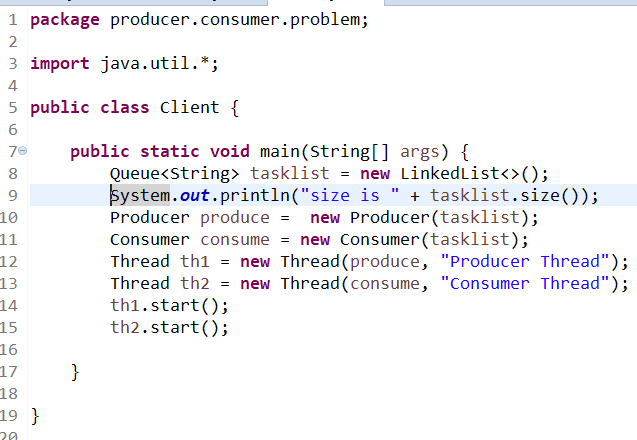 1 package producer.consumer.problem;
2
3 import java.util.*;
4
5 public class Client {
6
7 public static void main(String[] args) {
8 Queue<String> tasklist = new LinkedList<>();
9 System.out.println("size is " + tasklist.size());
10 Producer produce =  new Producer(tasklist);
11 Consumer consume = new Consumer(tasklist);
12 Thread th1 = new Thread(produce, "Producer Thread");
13 Thread th2 = new Thread(consume, "Consumer Thread");
14 th1.start();
15 th2.start();
16
17 }
18
19 }
20